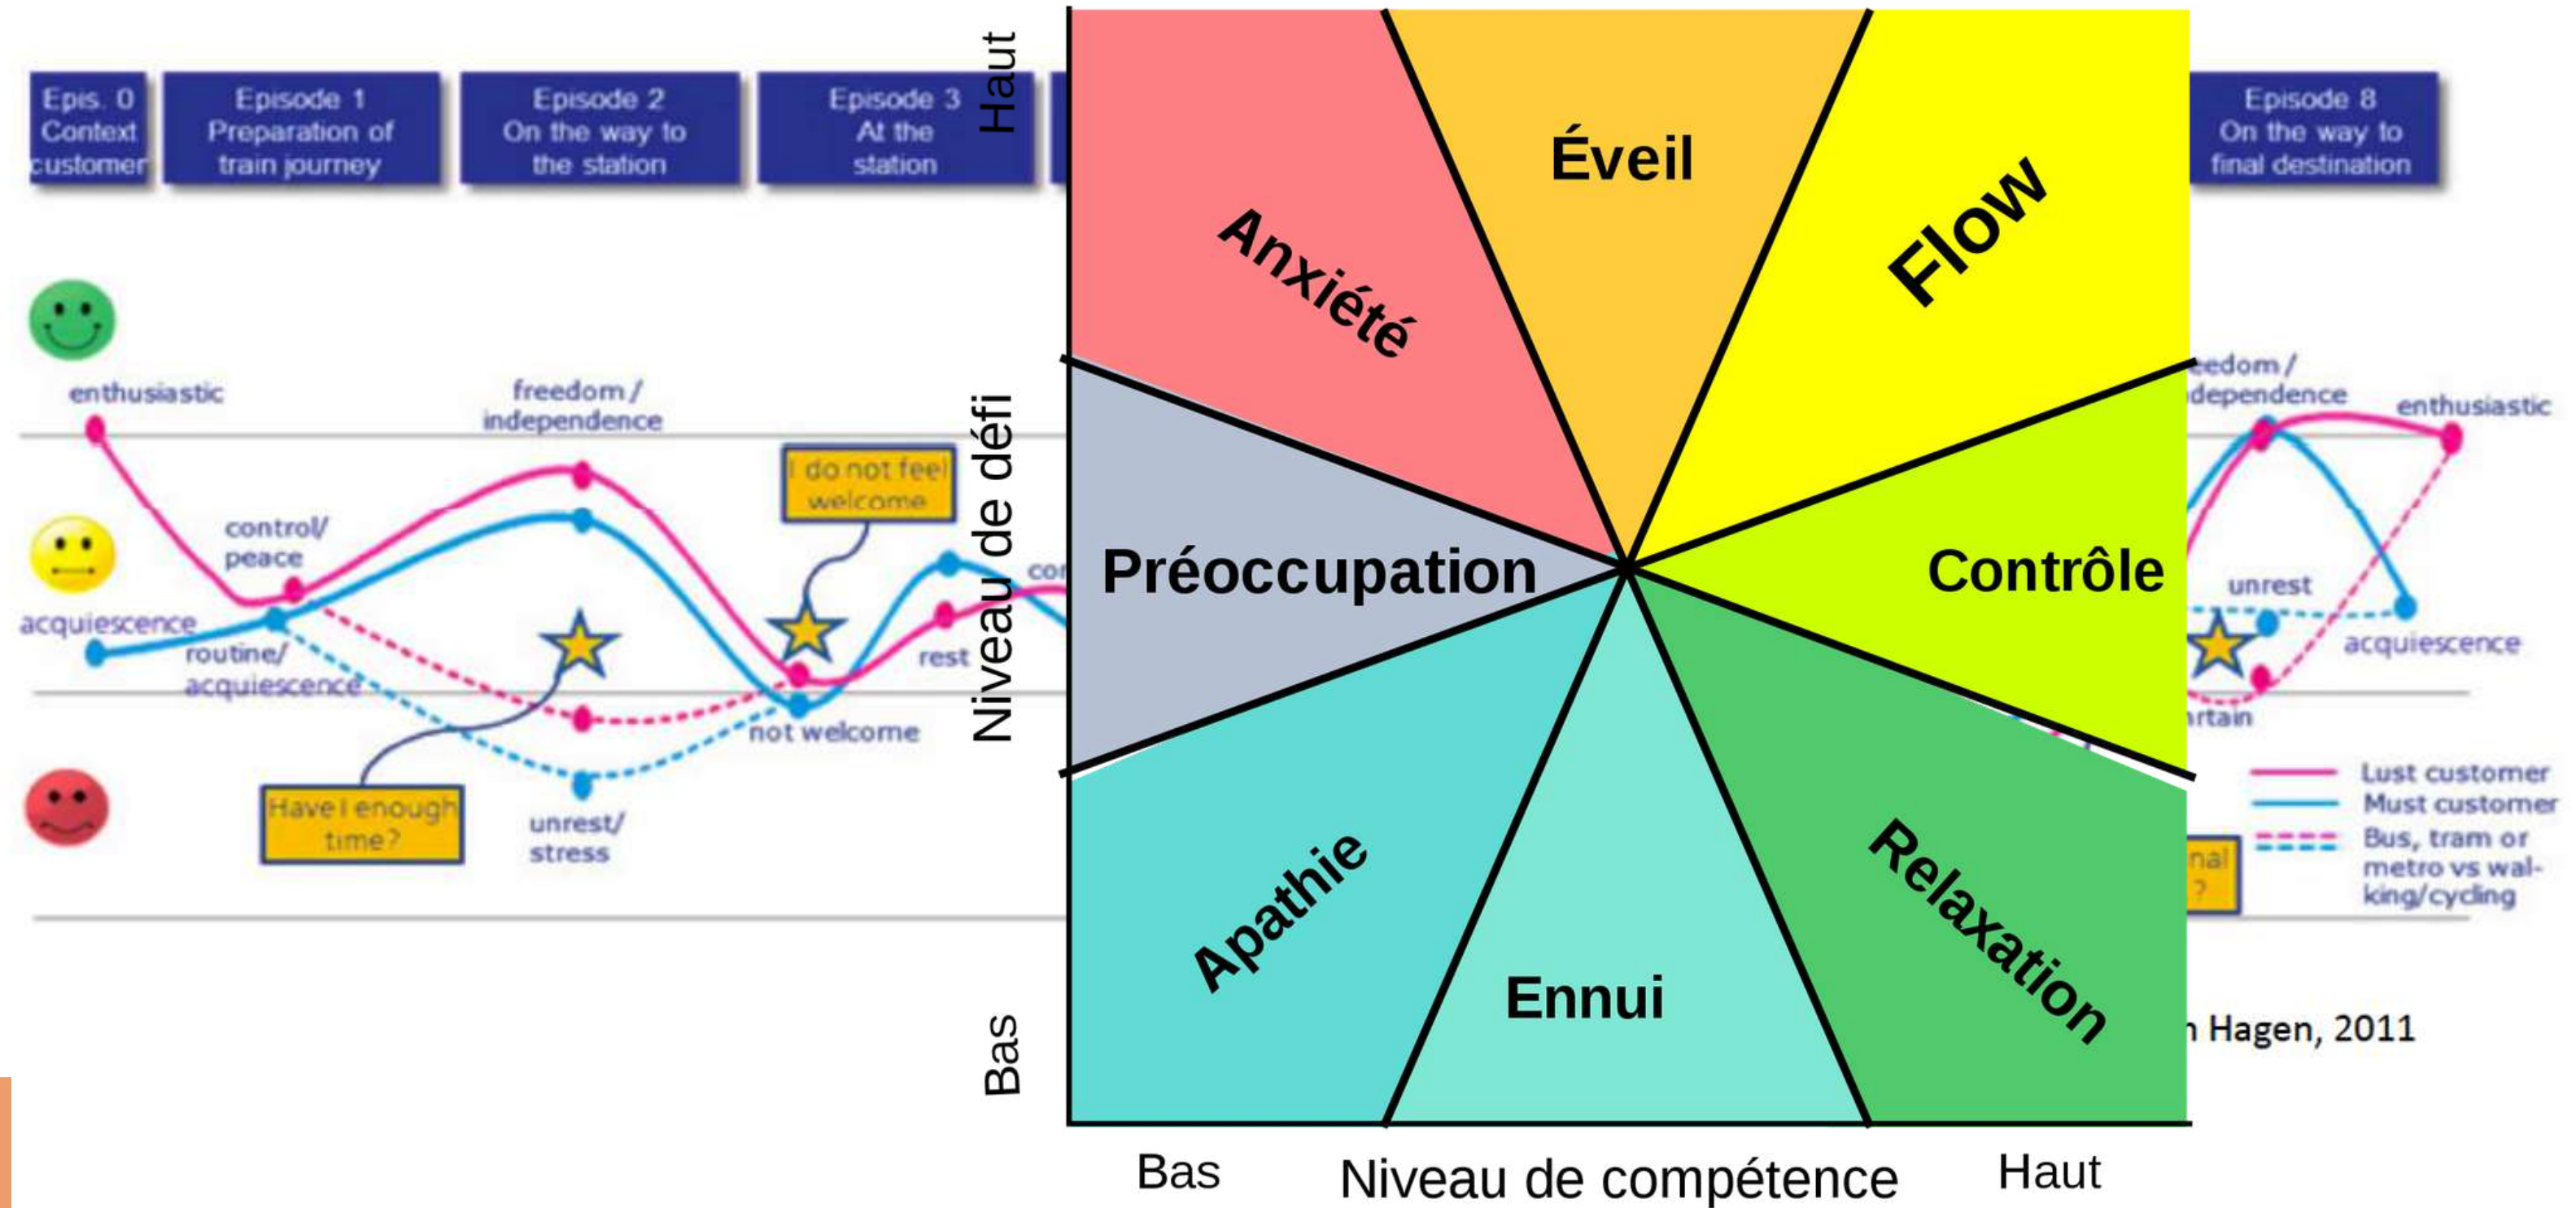 Epis. 0
Context
customer
Episode 1
Preparation of
train journey
Episode 2
On the way to
the station
Episode 3
At the
station
Episode 8
On the way to
final destination
enthusiastic
freedom /
independence
I do not feel
welcome
control/
peace
acquiescence
routine/
acquiescence
rest
not welcome
Have I enough
time?
unrest/
stress
Haut
Niveau de défi
Bas
Éveil
Flow
Anxiété
Préoccupation
Contrôle
Apathie
Ennui
Relaxation
Bas
Niveau de compétence
Haut
enthusiastic
unrest
acquiescence
Lust customer
Must customer
Bus, tram or
metro vs wal-
king/cycling
Hagen, 2011